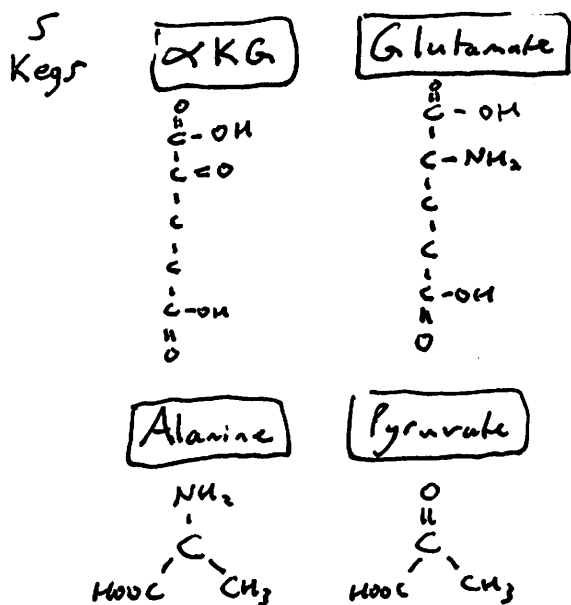 5
Kegs
αKG
Glutamate
O
C-OH
C=O
C
C
C-OH
O
O
C-OH
C-NH₂
C
C
C-OH
O
Alanine
Pyruvate
NH₂
C
HOOC CH₃
O
C
HOOC CH₃